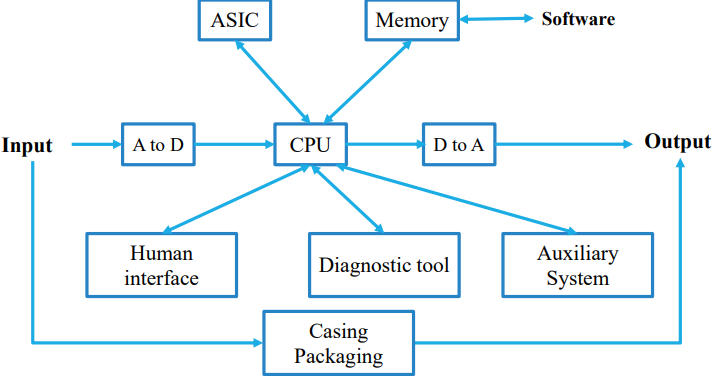 ASIC
Memory
Software
Input
A to D
CPU
D to A
Output
Human
interface
Diagnostic tool
Auxiliary
System
Casing
Packaging